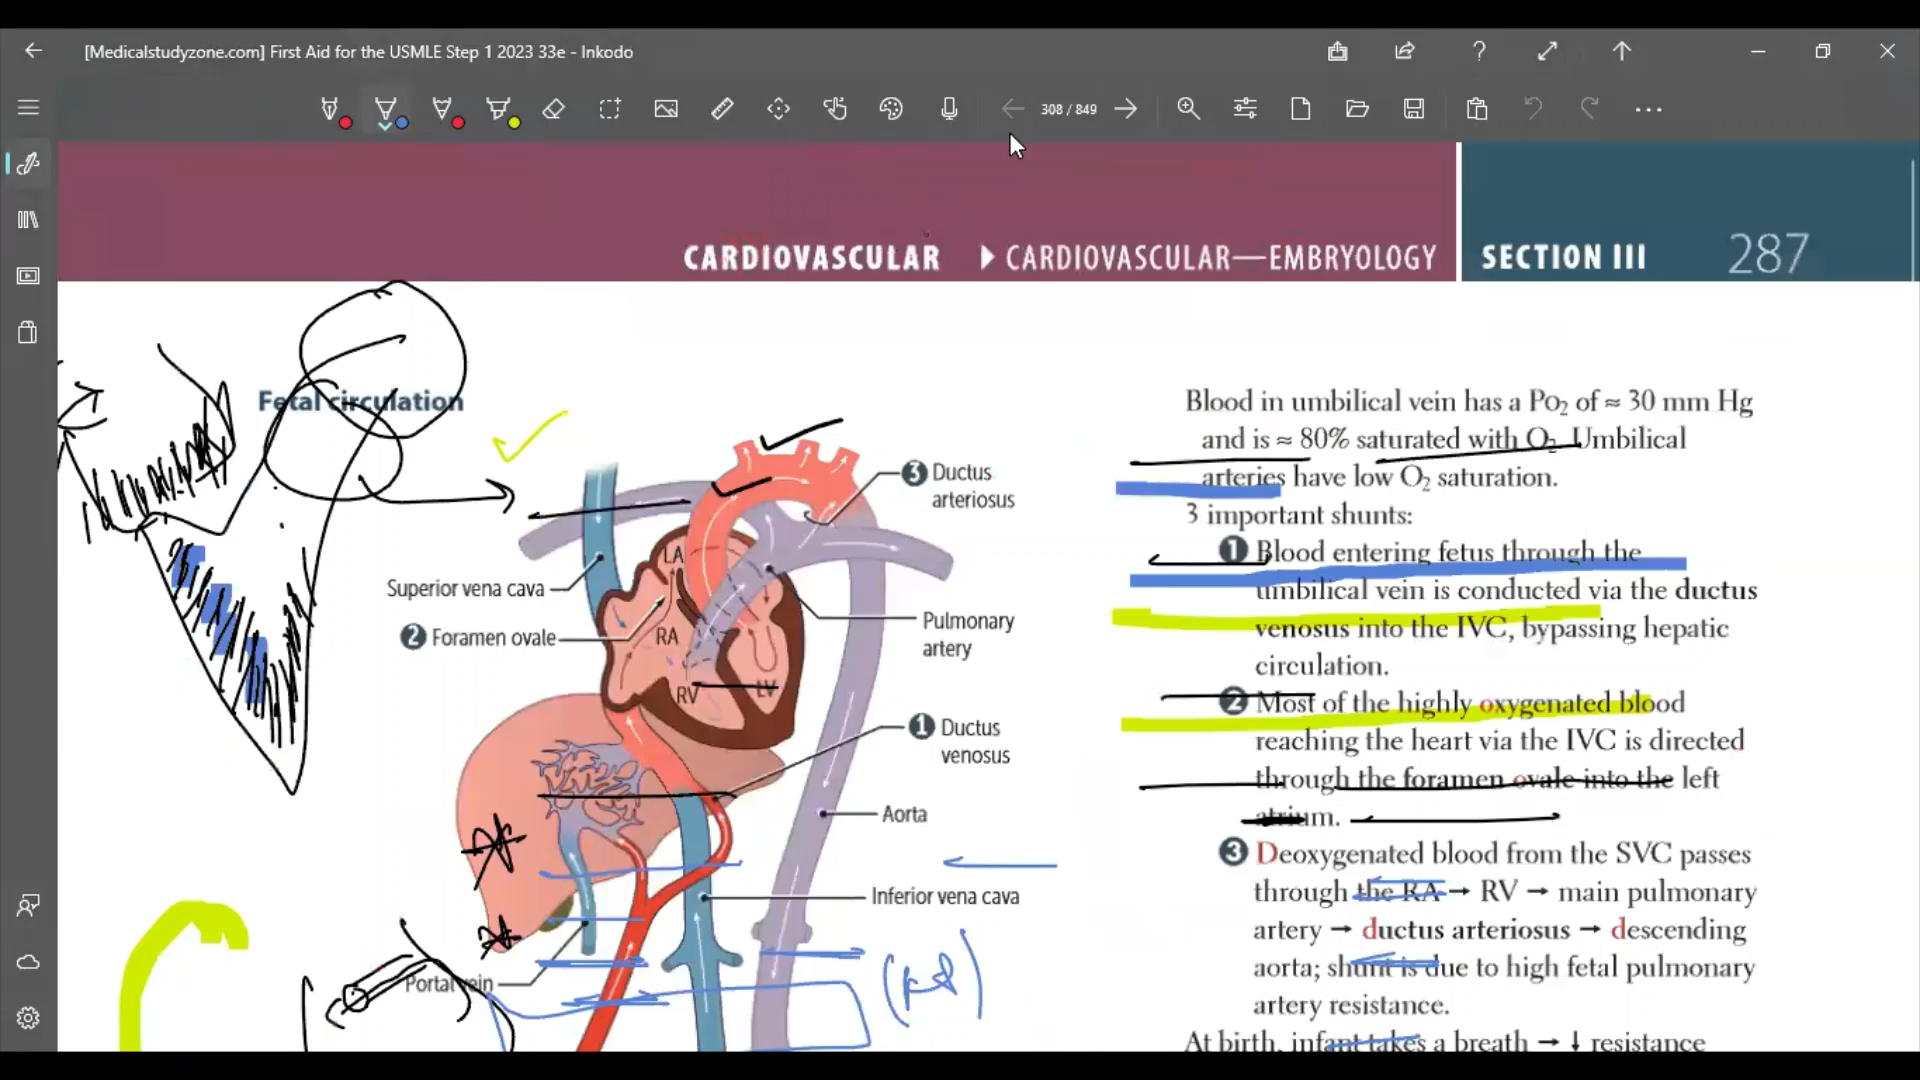 [Medicalstudyzone.com] First Aid for the USMLE Step 1 2023 33e - Inkodo
308 / 849
CARDIOVASCULAR ▶ CARDIOVASCULAR—EMBRYOLOGY SECTION III 287
Fetal circulation
3 Ductus
arteriosus
Superior vena cava
LA
2 Foramen ovale
RA
Pulmonary
artery
RV
LV
1 Ductus
venosus
Aorta
Inferior vena cava
Portal vein
Blood in umbilical vein has a Po₂ of ≈ 30 mm Hg
and is ≈ 80% saturated with O₂. Umbilical
arteries have low O₂ saturation.
3 important shunts:
1 Blood entering fetus through the
umbilical vein is conducted via the ductus
venosus into the IVC, bypassing hepatic
circulation.
2 Most of the highly oxygenated blood
reaching the heart via the IVC is directed
through the foramen ovale into the left
atrium.
3 Deoxygenated blood from the SVC passes
through the RA → RV → main pulmonary
artery → ductus arteriosus → descending
aorta; shunt is due to high fetal pulmonary
artery resistance.
At birth, infant takes a breath → ↓ resistance